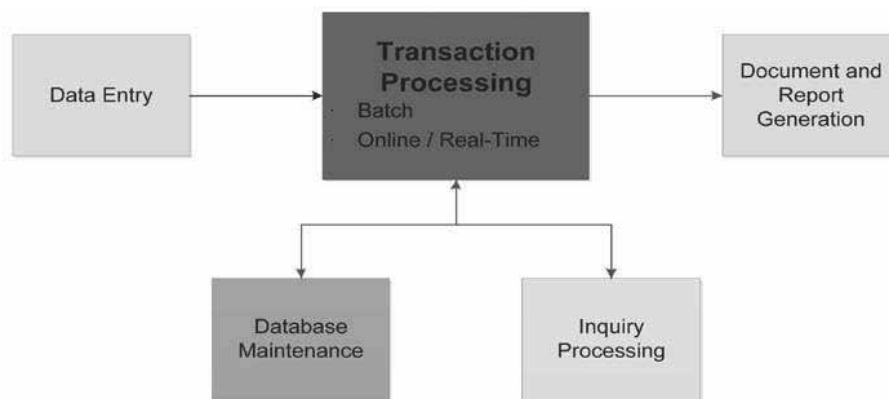 Data Entry
Transaction
Processing
· Batch
· Online / Real-Time
Document and
Report
Generation
Database
Maintenance
Inquiry
Processing